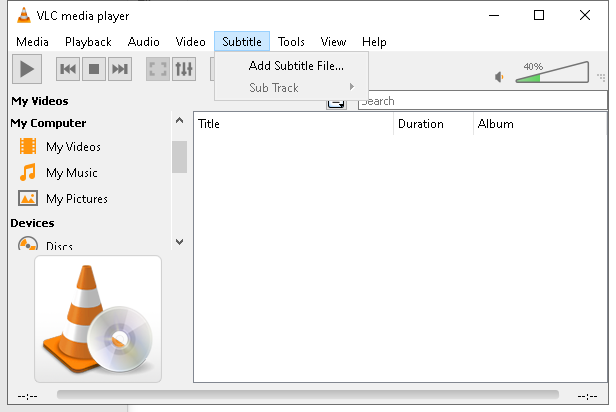 VLC media player
Media Playback Audio Video Subtitle Tools View Help
Add Subtitle File...
Sub Track
40%
My Videos
Search
My Computer
Title Duration Album
My Videos
My Music
My Pictures
Devices
Discs
--:-- --:--